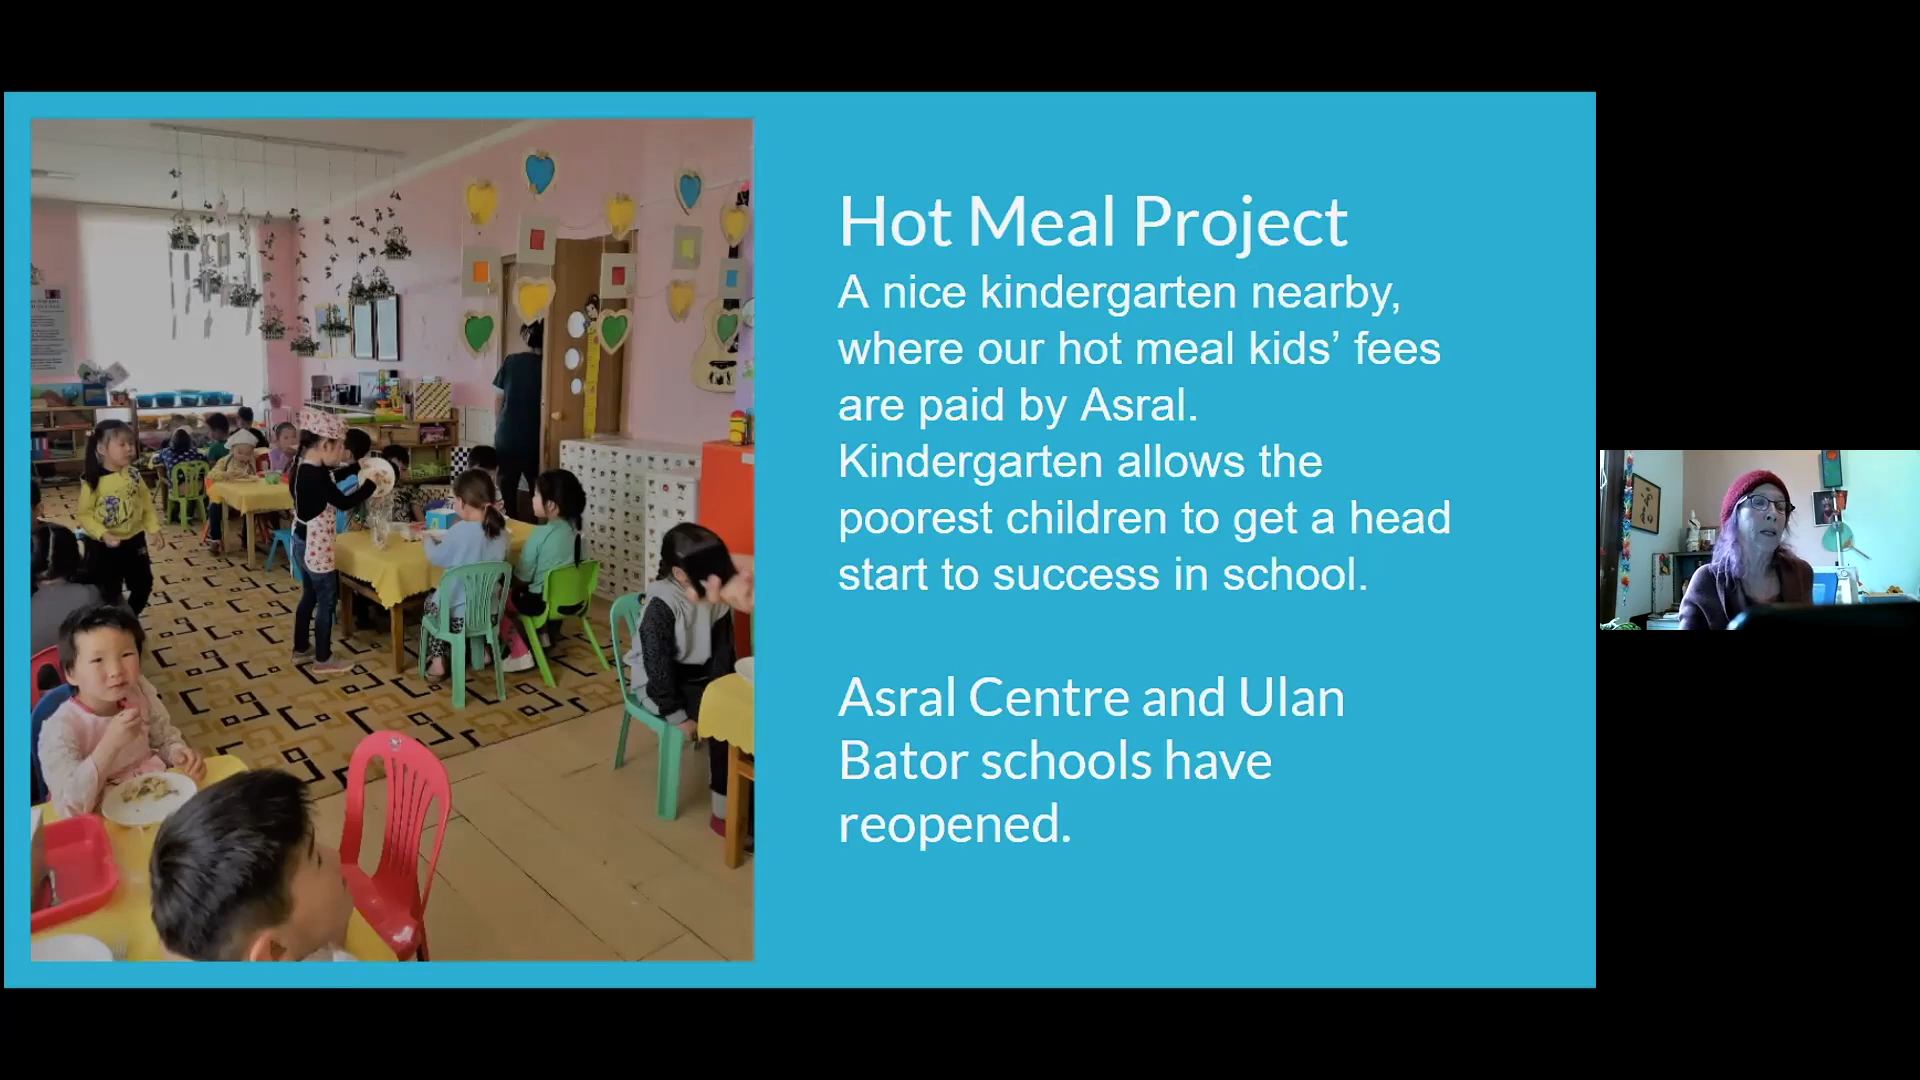 Hot Meal Project
A nice kindergarten nearby,
where our hot meal kids’ fees
are paid by Asral.
Kindergarten allows the
poorest children to get a head
start to success in school.
Asral Centre and Ulan
Bator schools have
reopened.